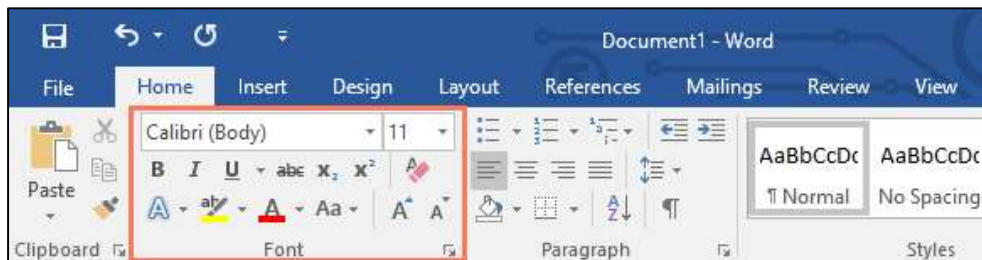 Document1 - Word
File Home Insert Design Layout References Mailings Review View
Calibri (Body) 11
AaBbCcDc AaBbCcDc
B I U abc X₂ X² A
Paste
¶ Normal No Spacing
A aby A Aa A A A Z ¶
Clipboard Font Paragraph Styles